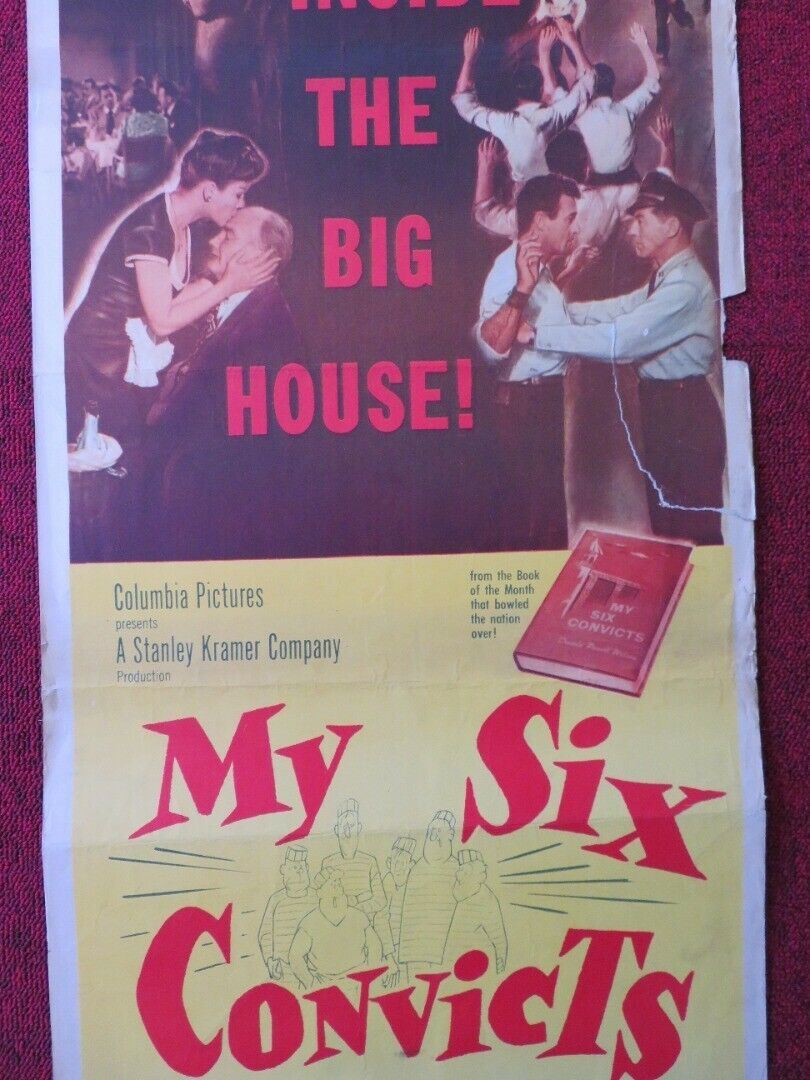 INSIDE
THE
BIG
HOUSE!
Columbia Pictures
presents
A Stanley Kramer Company
Production
from the Book
of the Month
that bowled
the nation
over!
MY
SIX
CONVICTS
My Six
Convicts